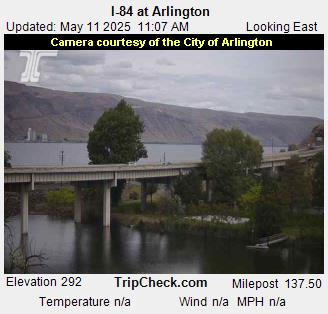 I-84 at Arlington
Updated: May 11 2025 11:07 AM Looking East
Camera courtesy of the City of Arlington
Elevation 292 TripCheck.com Milepost 137.50
Temperature n/a Wind n/a MPH n/a